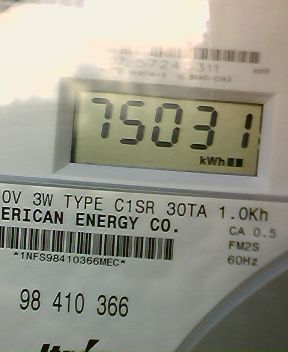 75031
kWh
0V 3W TYPE C1SR 30TA 1.0Kh
ERICAN ENERGY CO.
CA 0.5
FM2S
*1NFS98410366MEC*
60Hz
98 410 366